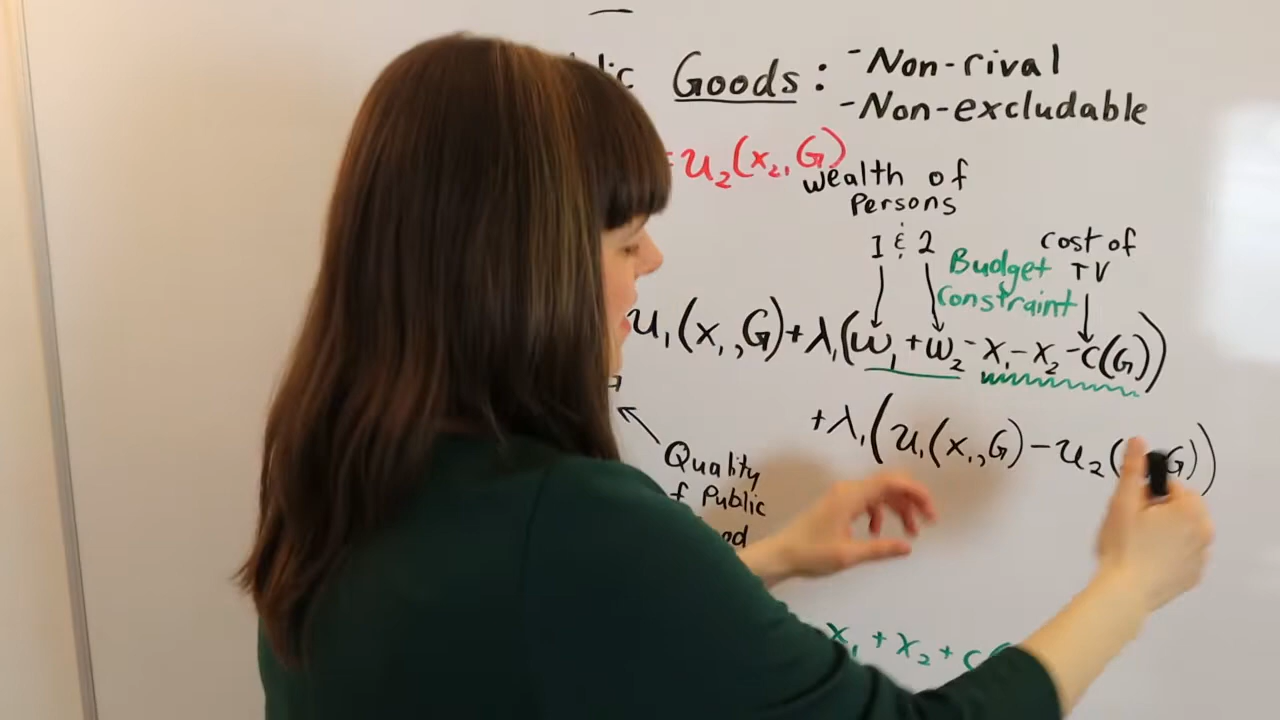 Goods: -Non-rival
-Non-excludable
= u₂(x₂, G)
wealth of
Persons
1 & 2
cost of
TV
Budget
Constraint
u₁(x₁, G) + λ₁(w₁ + w₂ - x₁ - x₂ - c(G))
+ λ₁(u₁(x₁, G) - u₂( G))
Quality
Public
x₁ + x₂ + c